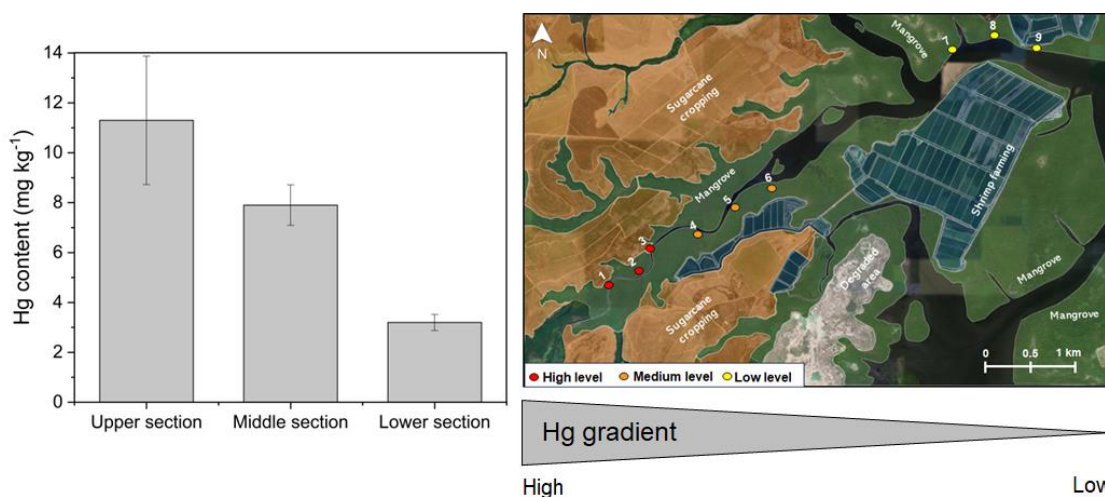 14
12
10
8
6
4
2
0
Hg content (mg kg⁻¹)
Upper section
Middle section
Lower section
N
Sugarcane
cropping
Mangrove
7
8
9
Mangrove
6
5
4
3
2
1
Shrimp farming
Sugarcane
cropping
Degraded
area
Mangrove
Mangrove
0 0.5 1 km
High level Medium level Low level
Hg gradient
High
Low